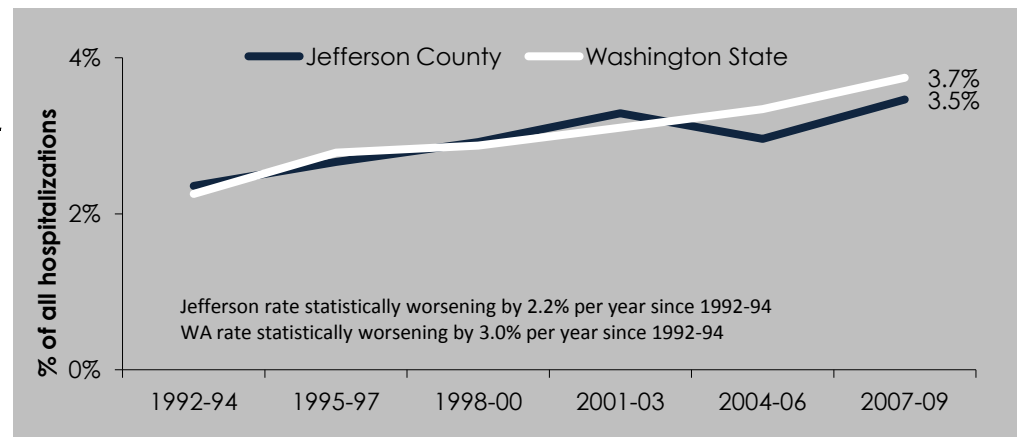 Jefferson County Washington State
4%
3.7%
3.5%
2%
0%
% of all hospitalizations
Jefferson rate statistically worsening by 2.2% per year since 1992-94
WA rate statistically worsening by 3.0% per year since 1992-94
1992-94 1995-97 1998-00 2001-03 2004-06 2007-09